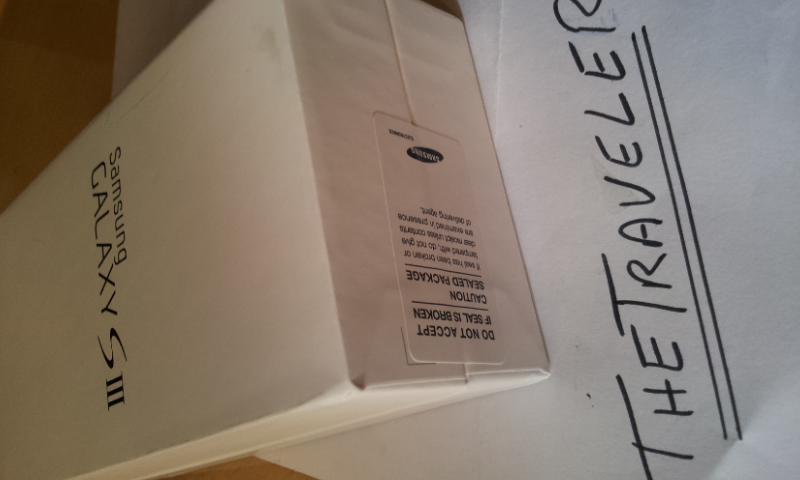 samsung
GALAXY S III
DO NOT ACCEPT
IF SEAL IS BROKEN
CAUTION
SEALED PACKAGE
If seal has been broken or
tampered with, do not give
clear receipt unless contents
are examined in presence
of delivering agent.
SAMSUNG
ELECTRONICS
THETRAVELER